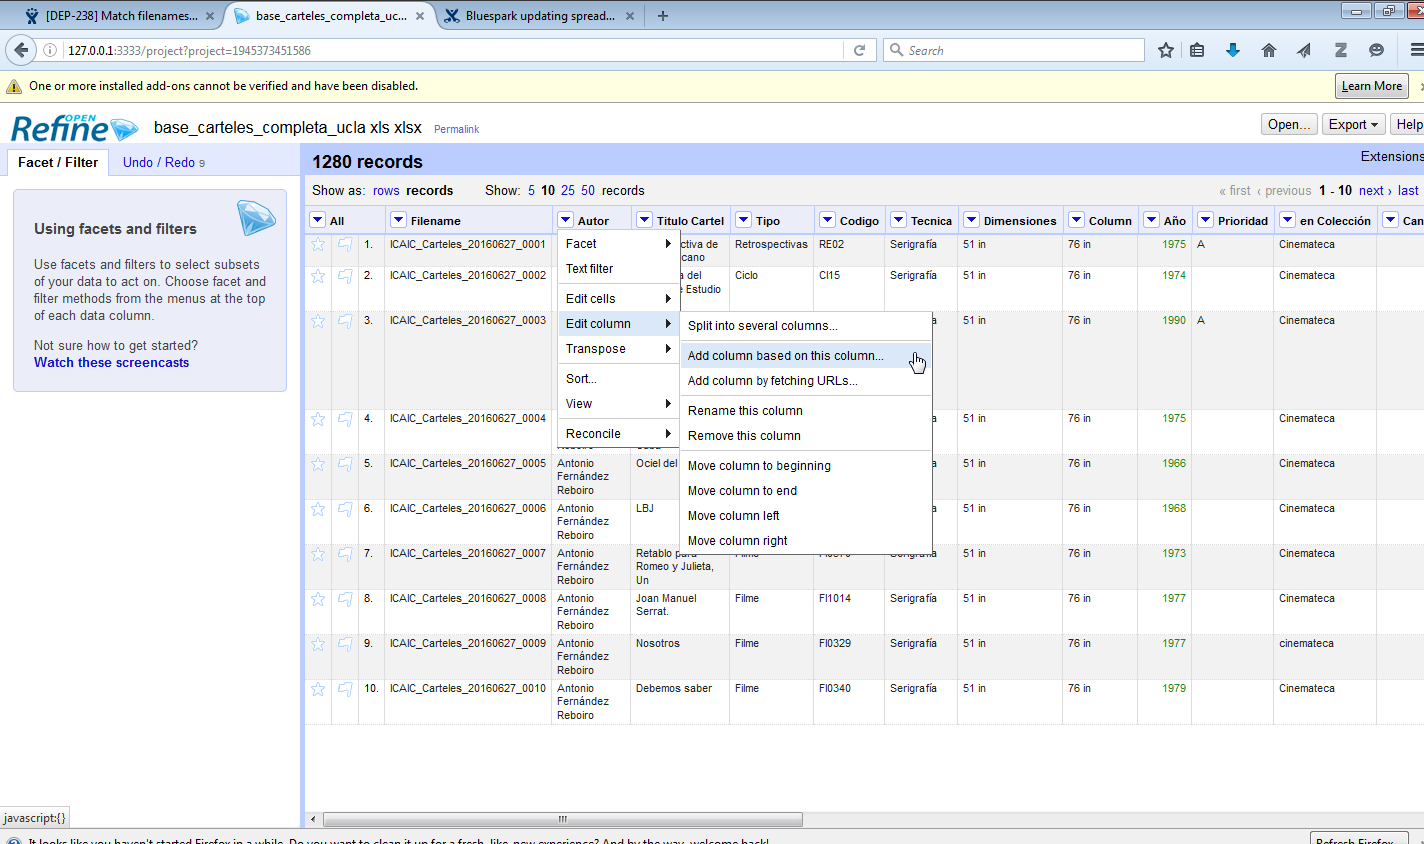 [DEP-238] Match filenames...
base_carteles_completa_uc...
Bluespark updating spread...
127.0.0.1:3333/project?project=1945373451586
Search
One or more installed add-ons cannot be verified and have been disabled.
Learn More
OPEN
Refine
base_carteles_completa_ucla xls xlsx
Permalink
Open...
Export
Help
Facet / Filter
Undo / Redo 9
1280 records
Extensions
Show as: rows records
Show: 5 10 25 50 records
« first ‹ previous 1 - 10 next › last
Using facets and filters
Use facets and filters to select subsets
of your data to act on. Choose facet and
filter methods from the menus at the top
of each data column.
Not sure how to get started?
Watch these screencasts
All Filename Autor Titulo Cartel Tipo Codigo Tecnica Dimensiones Column Año Prioridad en Colección Can
1. ICAIC_Carteles_20160627_0001 ctiva de Retrospectivas RE02 Serigrafía 51 in 76 in 1975 A Cinemateca
cano
2. ICAIC_Carteles_20160627_0002 a del Ciclo CI15 Serigrafía 51 in 76 in 1974 Cinemateca
e Estudio
3. ICAIC_Carteles_20160627_0003 a 51 in 76 in 1990 A Cinemateca
4. ICAIC_Carteles_20160627_0004 a 51 in 76 in 1975 Cinemateca
5. ICAIC_Carteles_20160627_0005 Antonio Ociel del a 51 in 76 in 1966 Cinemateca
Fernández
Reboiro
6. ICAIC_Carteles_20160627_0006 Antonio LBJ a 51 in 76 in 1968 Cinemateca
Fernández
Reboiro
7. ICAIC_Carteles_20160627_0007 Antonio Retablo para Filme Serigrafía 51 in 76 in 1973 Cinemateca
Fernández Romeo y Julieta,
Reboiro Un
8. ICAIC_Carteles_20160627_0008 Antonio Joan Manuel Filme FI1014 Serigrafía 51 in 76 in 1977 Cinemateca
Fernández Serrat.
Reboiro
9. ICAIC_Carteles_20160627_0009 Antonio Nosotros Filme FI0329 Serigrafía 51 in 76 in 1977 cinemateca
Fernández
Reboiro
10. ICAIC_Carteles_20160627_0010 Antonio Debemos saber Filme FI0340 Serigrafía 51 in 76 in 1979 Cinemateca
Fernández
Reboiro
Facet
Text filter
Edit cells
Edit column
Transpose
Sort...
View
Reconcile
Split into several columns...
Add column based on this column...
Add column by fetching URLs...
Rename this column
Remove this column
Move column to beginning
Move column to end
Move column left
Move column right
javascript:{}
It looks like you haven't started Firefox in a while. Do you want to clean it up for a fresh, like-new experience? And by the way, welcome back!
Refresh Firefox...